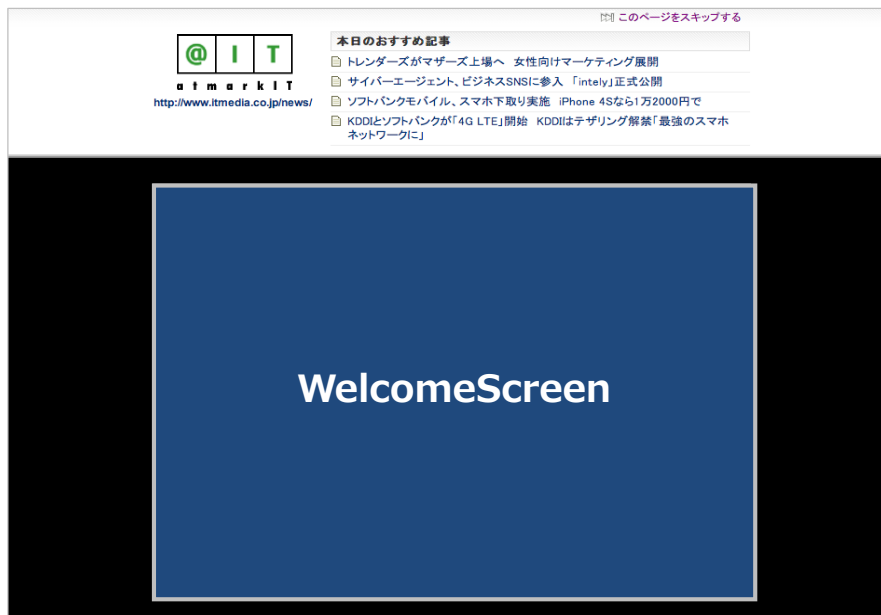 このページをスキップする
@IT
atmarkIT
http://www.itmedia.co.jp/news/
本日のおすすめ記事
トレンダーズがマザーズ上場へ 女性向けマーケティング展開
サイバーエージェント、ビジネスSNSに参入 「intely」正式公開
ソフトバンクモバイル、スマホ下取り実施 iPhone 4Sなら1万2000円で
KDDIとソフトバンクが「4G LTE」開始 KDDIはテザリング解禁「最強のスマホ
ネットワークに」
WelcomeScreen